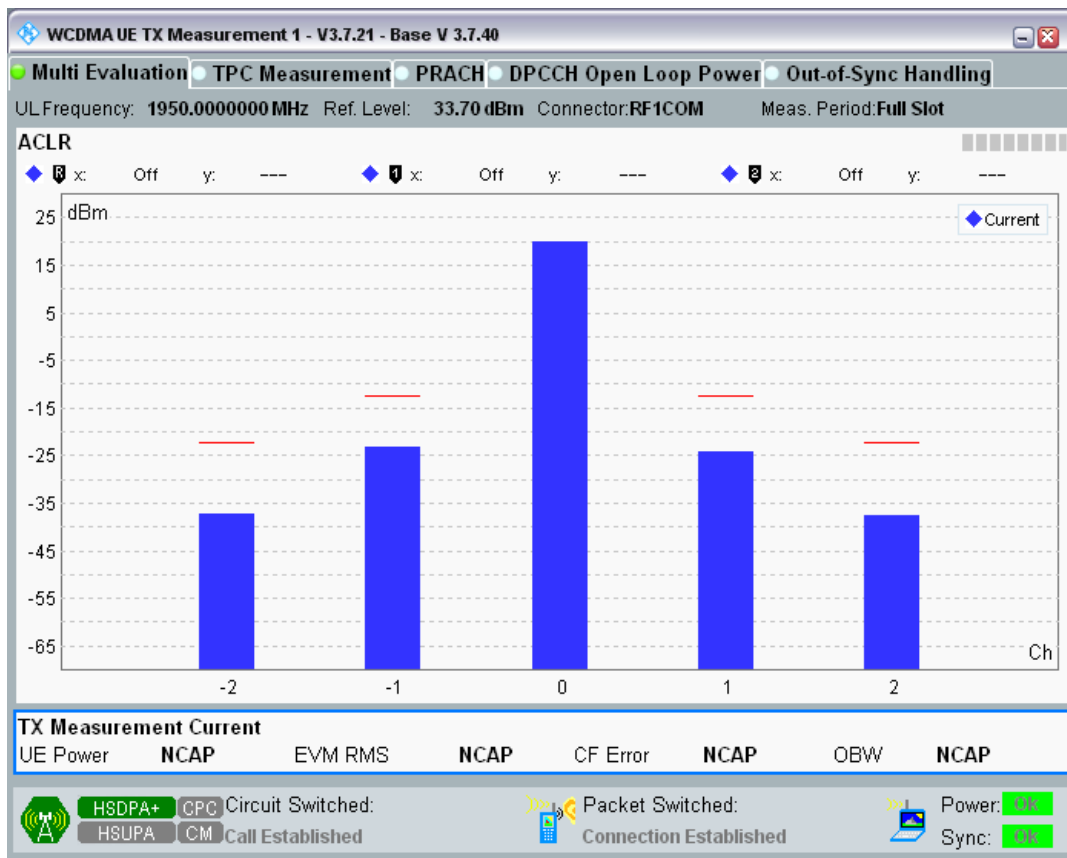 WCDMA UE TX Measurement 1 - V3.7.21 - Base V 3.7.40
Multi Evaluation TPC Measurement PRACH DPCCH Open Loop Power Out-of-Sync Handling
UL Frequency: 1950.0000000 MHz Ref. Level: 33.70 dBm Connector:RF1COM Meas. Period:Full Slot
ACLR
R x: Off y: --- 1 x: Off y: --- 2 x: Off y: ---
dBm
Current
25
15
5
-5
-15
-25
-35
-45
-55
-65
Ch
-2 -1 0 1 2
TX Measurement Current
UE Power NCAP EVM RMS NCAP CF Error NCAP OBW NCAP
HSDPA+ CPC Circuit Switched: Packet Switched: Power: Ok
HSUPA CM Call Established Connection Established Sync: Ok